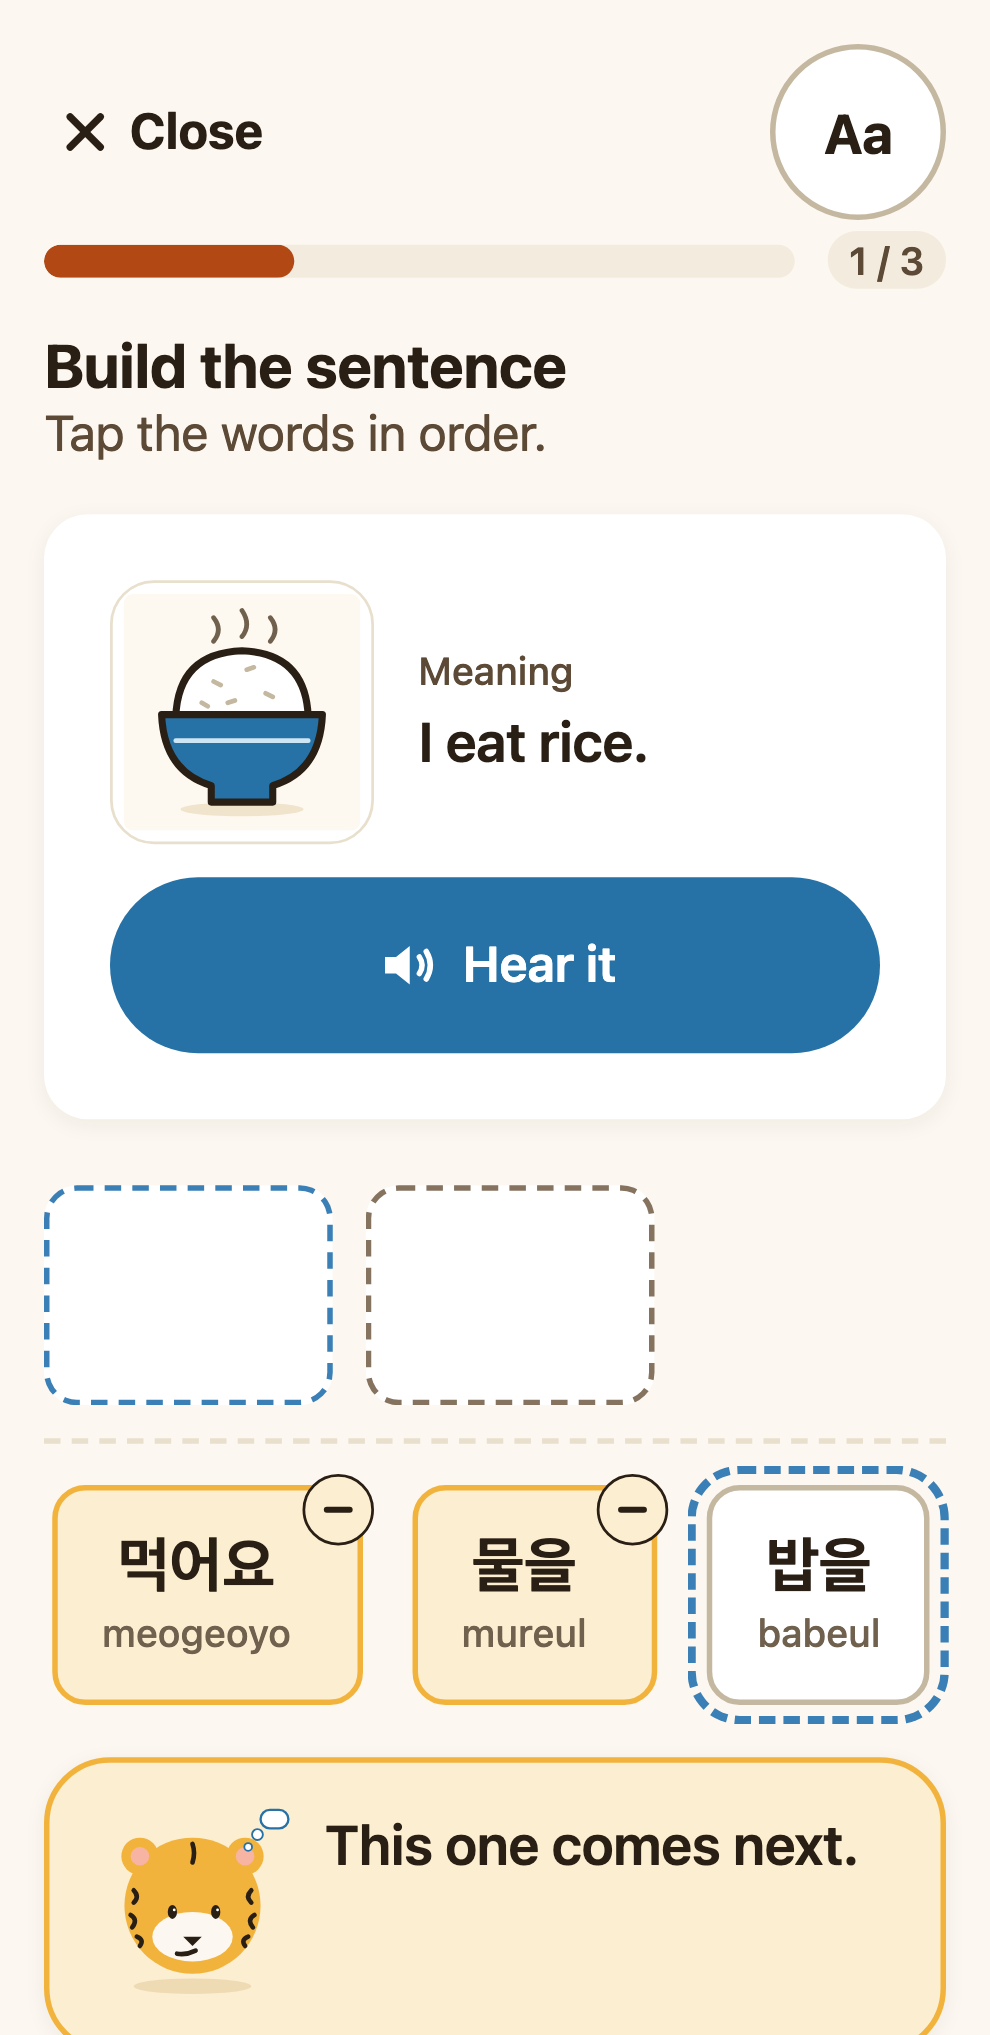 Close
Aa
1 / 3
Build the sentence
Tap the words in order.
Meaning
I eat rice.
Hear it
먹어요
meogeoyo
물을
mureul
밥을
babeul
This one comes next.